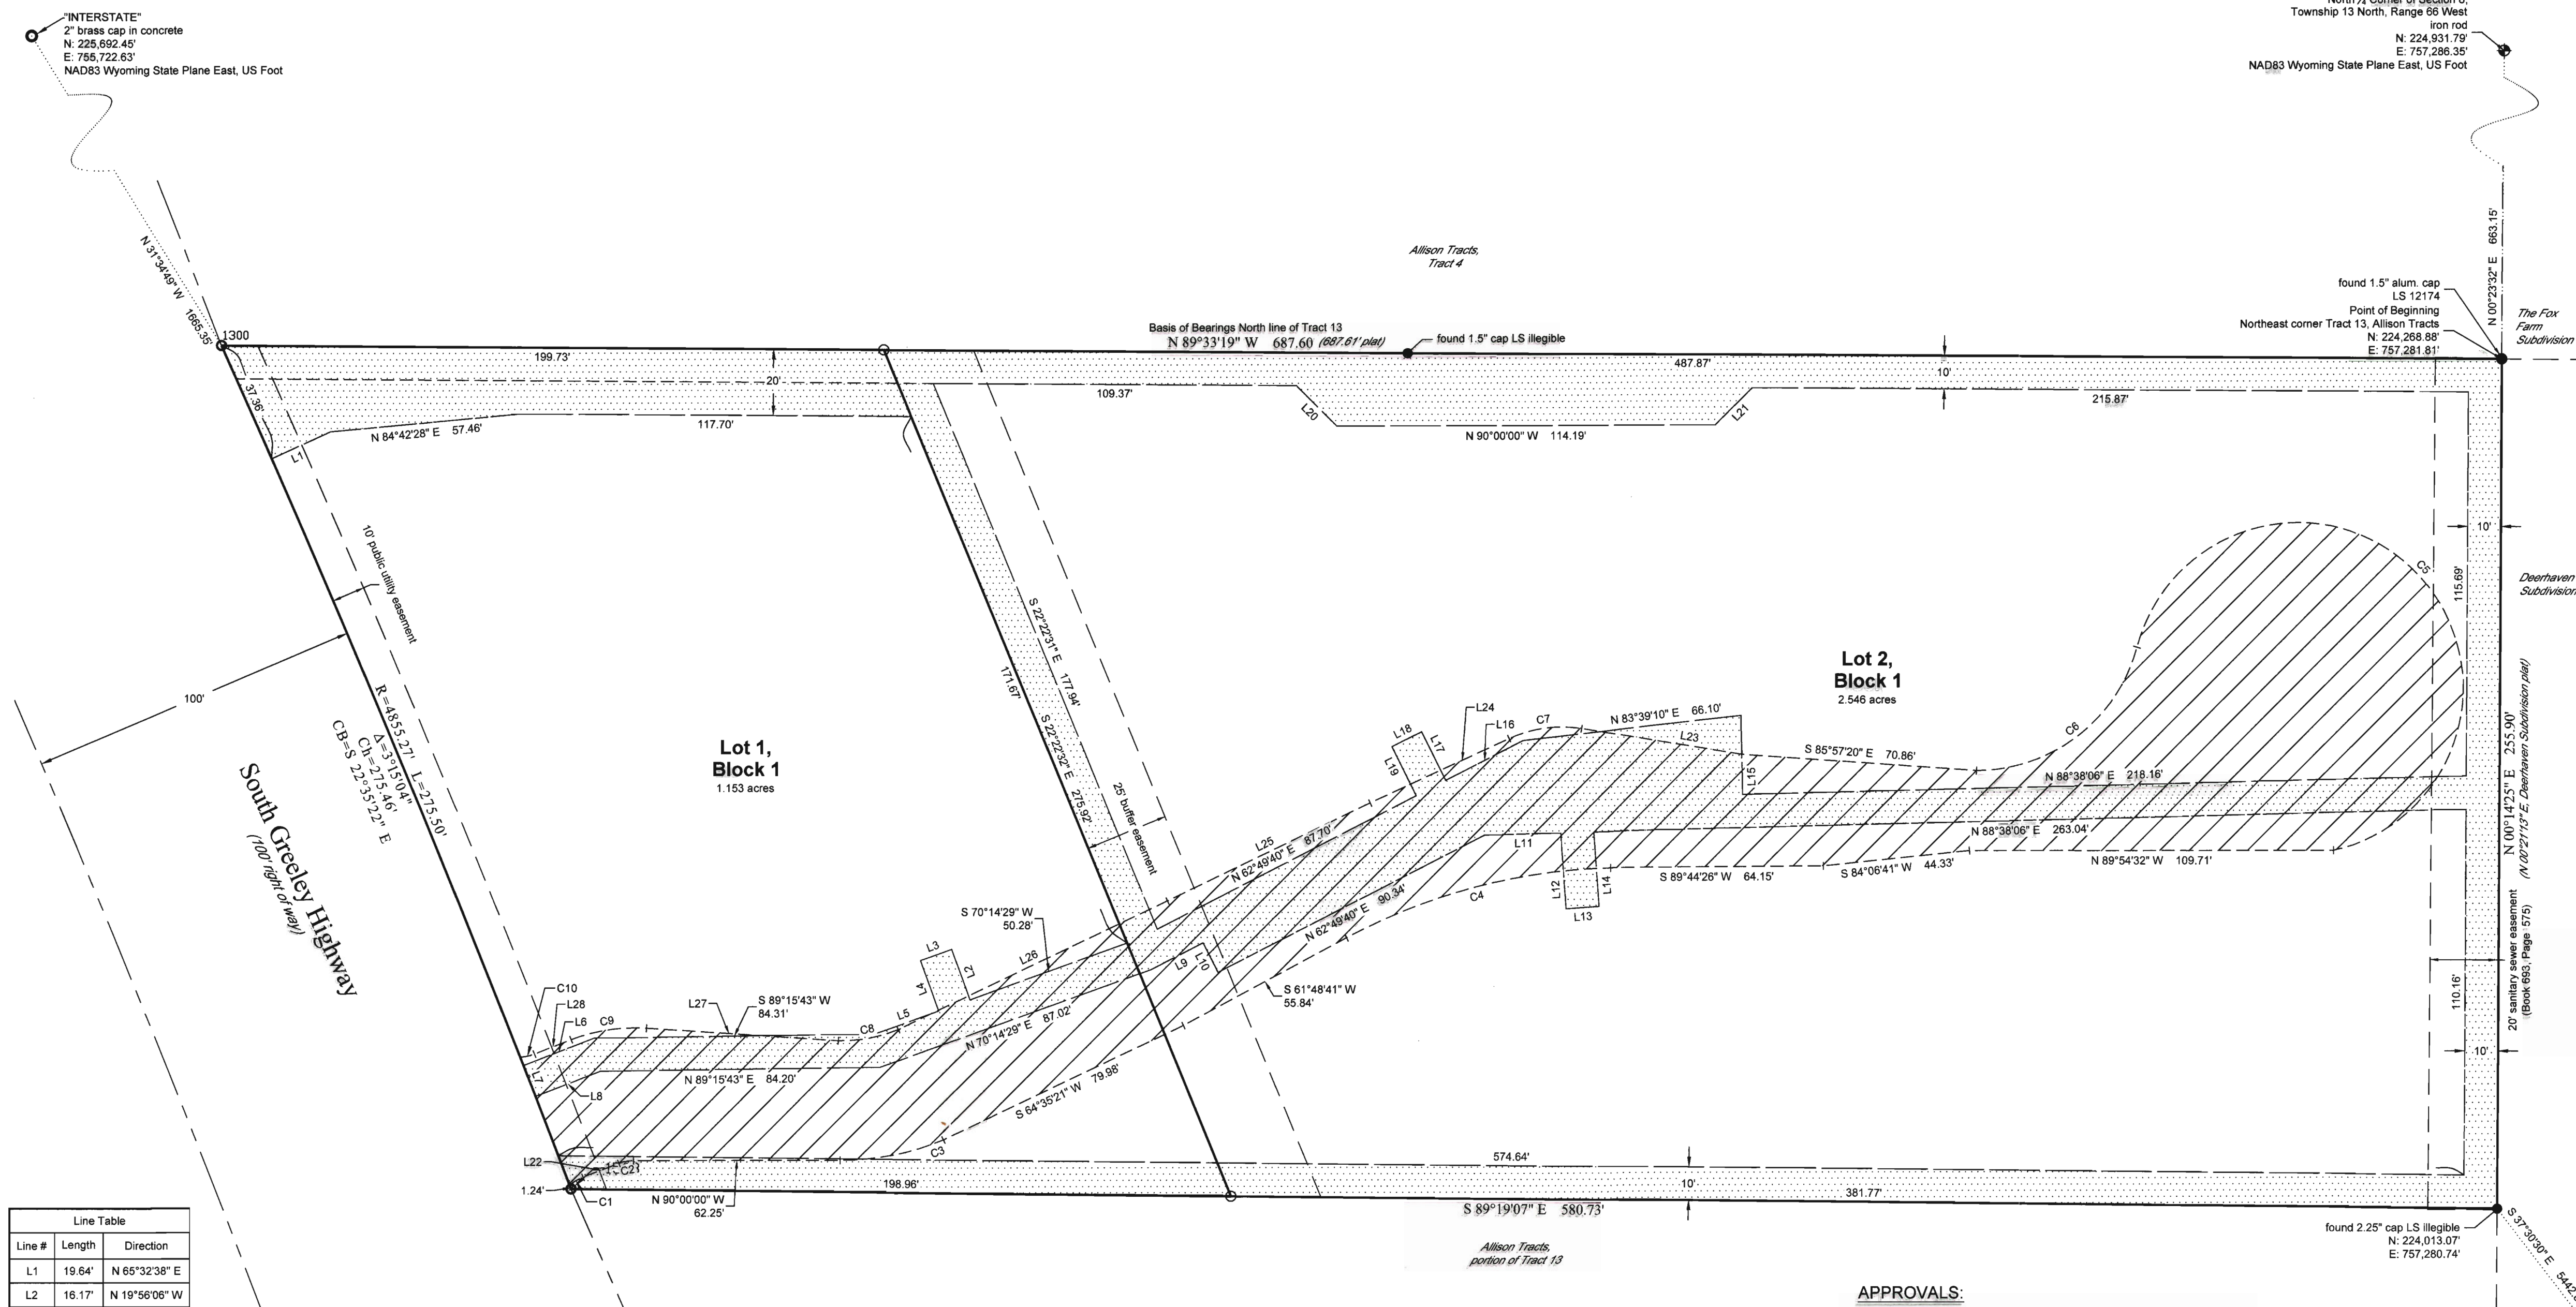 "INTERSTATE"
2" brass cap in concrete
N: 225,692.45'
E: 755,722.63'
NAD83 Wyoming State Plane East, US Foot
North ¼ Corner of Section 8,
Township 13 North, Range 66 West
iron rod
N: 224,931.79'
E: 757,286.35'
NAD83 Wyoming State Plane East, US Foot
N 31°34'49" W 1665.35'
N 00°23'32" E 663.15'
Allison Tracts,
Tract 4
found 1.5" alum. cap
LS 12174
Point of Beginning
Northeast corner Tract 13, Allison Tracts
N: 224,268.88'
E: 757,281.81'
The Fox
Farm
Subdivision
1300
Basis of Bearings North line of Tract 13
N 89°33'19" W 687.60 (687.61' plat)
found 1.5" cap LS illegible
199.73'
487.87'
20'
10'
37.36'
109.37'
215.87'
L20
L21
N 84°42'28" E 57.46'
117.70'
N 90°00'00" W 114.19'
L1
10' public utility easement
10'
115.69'
Deerhaven
Subdivision
C5
S 22°22'31" E 177.94'
171.67'
S 22°22'32" E 275.92'
25' buffer easement
100'
R=4855.27' L=275.50'
Δ=3°15'04"
Ch=275.46'
CB=S 22°35'22" E
South Greeley Highway
(100' right of way)
Lot 1,
Block 1
1.153 acres
Lot 2,
Block 1
2.546 acres
L24
L16
L18
L17
L19
C7
N 83°39'10" E 66.10'
L23
L15
S 85°57'20" E 70.86'
C6
N 88°38'06" E 218.16'
L25
N 62°49'40" E 87.70'
L11
N 88°38'06" E 263.04'
L12
L14
L13
S 89°44'26" W 64.15'
S 84°06'41" W 44.33'
N 89°54'32" W 109.71'
C4
N 62°49'40" E 90.34'
N 00°14'25" E 255.90'
(N 00°21'13" E, Deerhaven Subdivision plat)
20' sanitary sewer easement
(Book 693, Page 575)
S 70°14'29" W
50.28'
L3
L2
L4
L26
L9
L10
S 61°48'41" W
55.84'
C10
L28
L6
C9
L27
S 89°15'43" W
84.31'
C8
L5
N 70°14'29" E 87.02'
L7
L8
N 89°15'43" E 84.20'
S 64°35'21" W 79.98'
110.16'
10'
C3
L22
C2
1.24'
C1
N 90°00'00" W
62.25'
198.96'
574.64'
10'
381.77'
S 89°19'07" E 580.73'
found 2.25" cap LS illegible
N: 224,013.07'
E: 757,280.74'
S 37°30'30" E
Allison Tracts,
portion of Tract 13
Line Table
Line # Length Direction
L1 19.64' N 65°32'38" E
L2 16.17' N 19°56'06" W
APPROVALS: